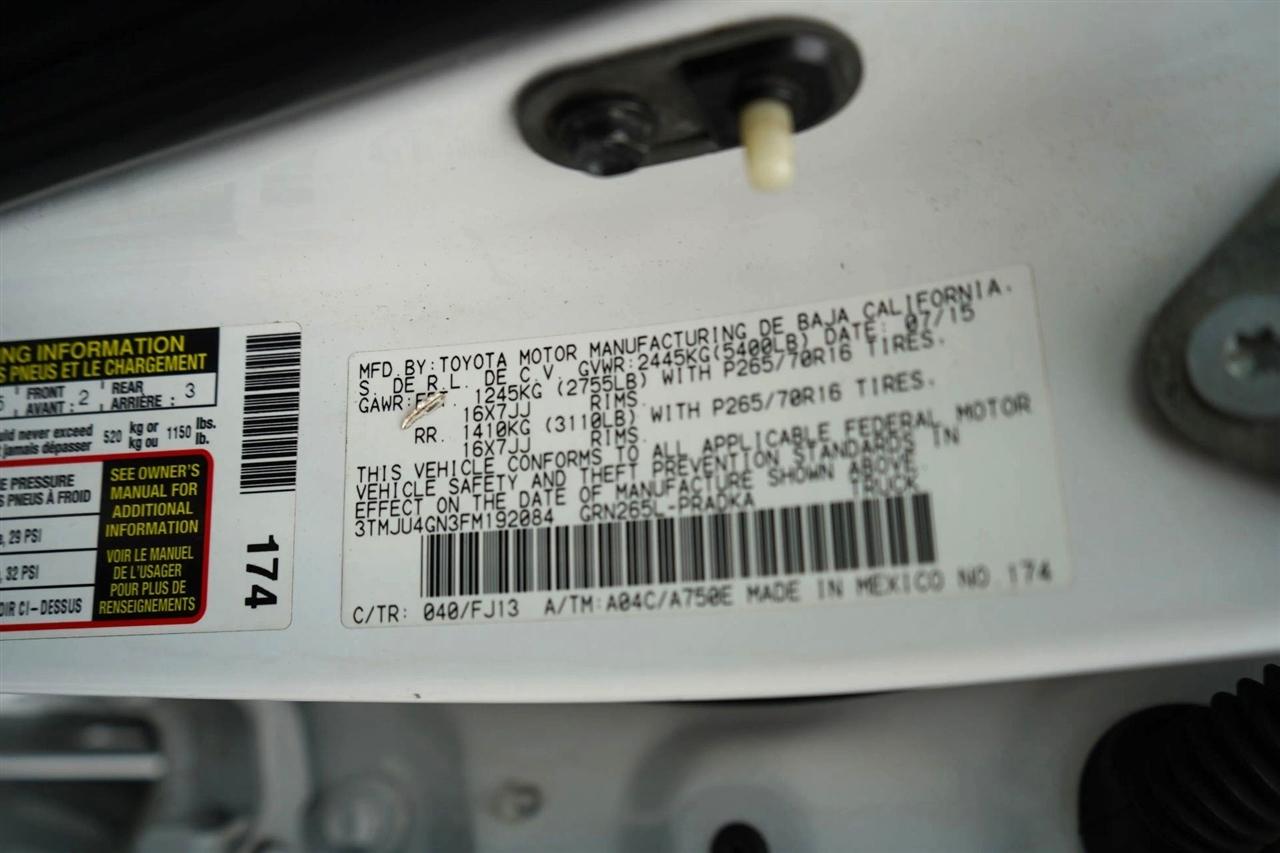 NG INFORMATION
S PNEUS ET LE CHARGEMENT
5 FRONT AVANT : 2 REAR ARRIÈRE : 3
never exceed 520 kg or 1150 lbs.
jamais dépasser kg ou lb.
PRESSURE
PNEUS À FROID
, 29 PSI
, 32 PSI
CI-DESSUS
SEE OWNER'S
MANUAL FOR
ADDITIONAL
INFORMATION
VOIR LE MANUEL
DE L'USAGER
POUR PLUS DE
RENSEIGNEMENTS
174
MFD.BY:TOYOTA MOTOR MANUFACTURING DE BAJA CALIFORNIA.
S. DE R.L. DE C.V. GVWR:2445KG(5400LB) DATE: 07/15
GAWR: 1245KG (2755LB) WITH P265/70R16 TIRES.
16X7JJ RIMS.
RR. 1410KG (3110LB) WITH P265/70R16 TIRES.
16X7JJ RIMS.
THIS VEHICLE CONFORMS TO ALL APPLICABLE FEDERAL MOTOR
VEHICLE SAFETY AND THEFT PREVENTION STANDARDS IN
EFFECT ON THE DATE OF MANUFACTURE SHOWN ABOVE.
3TMJU4GN3FM192084 GRN265L-PRADKA TRUCK
C/TR: 040/FJ13 A/TM:A04C/A750E MADE IN MEXICO NO.174